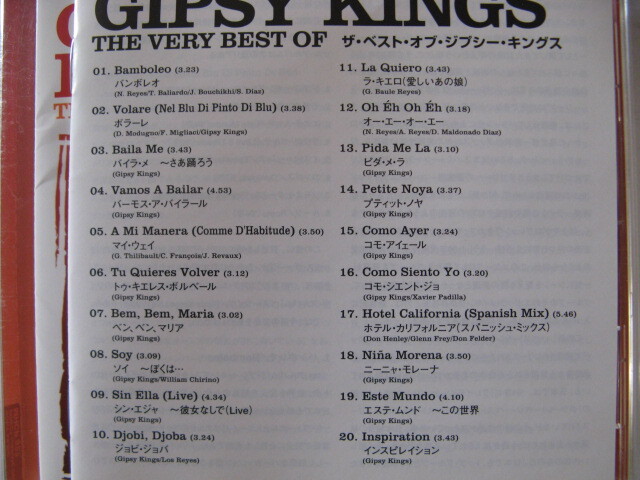 GIPSY KINGS
THE VERY BEST OF ザ・ベスト・オブ・ジプシー・キングス
01. Bamboleo (3.23)
バンボレオ
(N. Reyes/T. Ballardo/J. Bouchikhi/S. Diaz)
02. Volare (Nel Blu Di Pinto Di Blu) (3.38)
ボラーレ
(D. Modugno/F. Migliaci/Gipsy Kings)
03. Baila Me (3.43)
バイラ・メ 〜さあ踊ろう
(Gipsy Kings)
04. Vamos A Bailar (4.53)
バーモス・ア・バイラール
(Gipsy Kings)
05. A Mi Manera (Comme D'Habitude) (3.50)
マイ・ウェイ
(G. Thilibault/C. François/J. Revaux)
06. Tu Quieres Volver (3.12)
トゥ・キエレス・ボルベール
(Gipsy Kings)
07. Bem, Bem, Maria (3.02)
ベン、ベン、マリア
(Gipsy Kings)
08. Soy (3.09)
ソイ 〜ぼくは…
(Gipsy Kings/William Chirino)
09. Sin Ella (Live) (4.34)
シン・エジャ 〜彼女なしで(Live)
(Gipsy Kings)
10. Djobi, Djoba (3.24)
ジョビ・ジョバ
(Gipsy Kings/Los Reyes)
11. La Quiero (3.43)
ラ・キエロ(愛しいあの娘)
(G. Baule Reyes)
12. Oh Éh Oh Éh (3.18)
オー・エー・オー・エー
(N. Reyes/A. Reyes/D. Maldonado Diaz)
13. Pida Me La (3.10)
ピダ・メ・ラ
(Gipsy Kings)
14. Petite Noya (3.37)
プティット・ノヤ
(Gipsy Kings)
15. Como Ayer (3.24)
コモ・アイェール
(Gipsy Kings)
16. Como Siento Yo (3.20)
コモ・シエント・ジョ
(Gipsy Kings/Xavier Padilla)
17. Hotel California (Spanish Mix) (5.46)
ホテル・カリフォルニア(スパニッシュ・ミックス)
(Don Henley/Glenn Frey/Don Felder)
18. Niña Morena (3.50)
ニーニャ・モレーナ
(Gipsy Kings)
19. Este Mundo (4.10)
エステ・ムンド 〜この世界
(Gipsy Kings)
20. Inspiration (3.43)
インスピレイション
(Gipsy Kings)